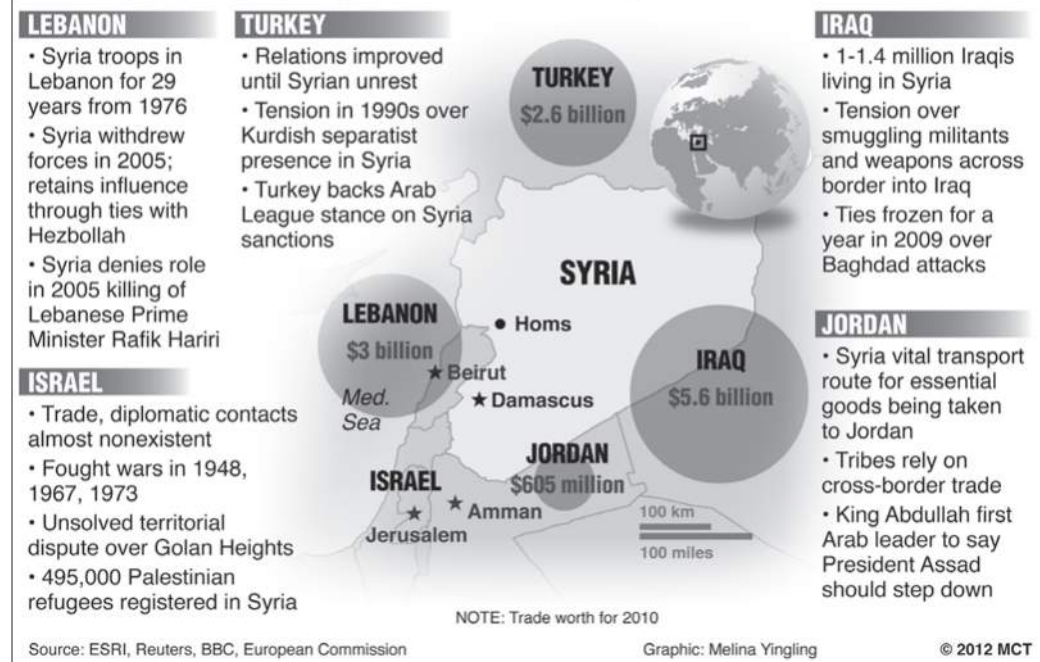 LEBANON
• Syria troops in
Lebanon for 29
years from 1976
• Syria withdrew
forces in 2005;
retains influence
through ties with
Hezbollah
• Syria denies role
in 2005 killing of
Lebanese Prime
Minister Rafik Hariri
ISRAEL
• Trade, diplomatic contacts
almost nonexistent
• Fought wars in 1948,
1967, 1973
• Unsolved territorial
dispute over Golan Heights
• 495,000 Palestinian
refugees registered in Syria
TURKEY
• Relations improved
until Syrian unrest
• Tension in 1990s over
Kurdish separatist
presence in Syria
• Turkey backs Arab
League stance on Syria
sanctions
TURKEY
$2.6 billion
SYRIA
LEBANON
$3 billion
Homs
Beirut
Med.
Sea
Damascus
IRAQ
$5.6 billion
JORDAN
$605 million
ISRAEL
Amman
Jerusalem
100 km
100 miles
IRAQ
• 1-1.4 million Iraqis
living in Syria
• Tension over
smuggling militants
and weapons across
border into Iraq
• Ties frozen for a
year in 2009 over
Baghdad attacks
JORDAN
• Syria vital transport
route for essential
goods being taken
to Jordan
• Tribes rely on
cross-border trade
• King Abdullah first
Arab leader to say
President Assad
should step down
NOTE: Trade worth for 2010
Source: ESRI, Reuters, BBC, European Commission
Graphic: Melina Yingling
© 2012 MCT